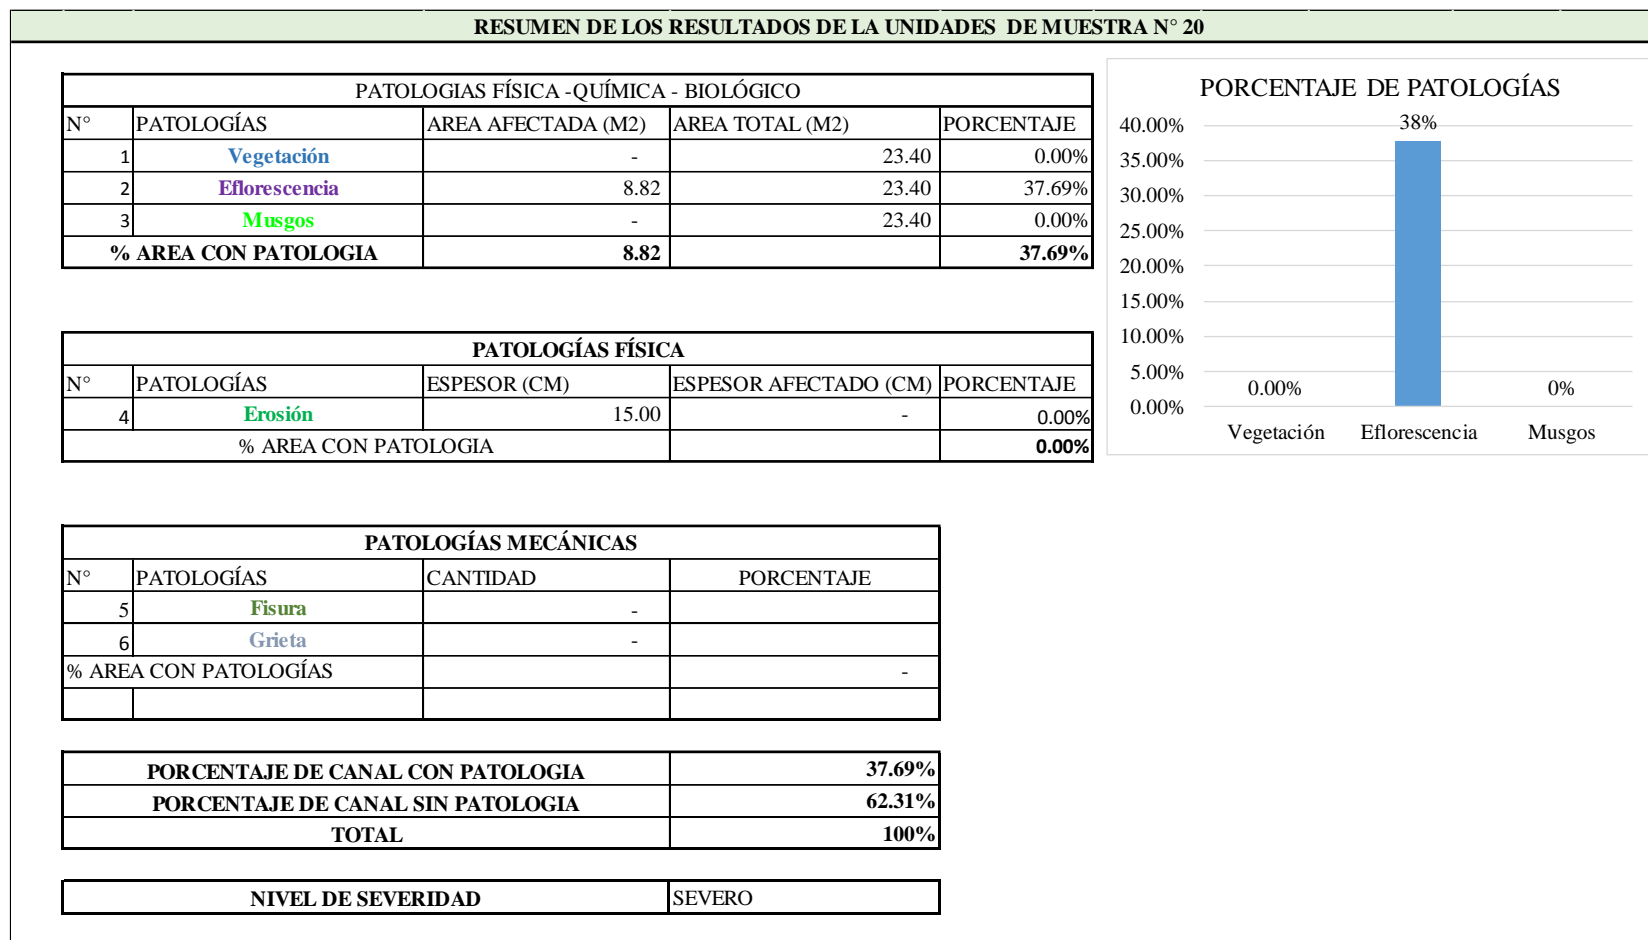 RESUMEN DE LOS RESULTADOS DE LA UNIDADES DE MUESTRA N° 20
PATOLOGIAS FÍSICA -QUÍMICA - BIOLÓGICO
N° PATOLOGÍAS AREA AFECTADA (M2) AREA TOTAL (M2) PORCENTAJE
1 Vegetación - 23.40 0.00%
2 Eflorescencia 8.82 23.40 37.69%
3 Musgos - 23.40 0.00%
% AREA CON PATOLOGIA 8.82 37.69%
PATOLOGÍAS FÍSICA
N° PATOLOGÍAS ESPESOR (CM) ESPESOR AFECTADO (CM) PORCENTAJE
4 Erosión 15.00 - 0.00%
% AREA CON PATOLOGIA 0.00%
PATOLOGÍAS MECÁNICAS
N° PATOLOGÍAS CANTIDAD PORCENTAJE
5 Fisura -
6 Grieta -
% AREA CON PATOLOGÍAS -
PORCENTAJE DE CANAL CON PATOLOGIA 37.69%
PORCENTAJE DE CANAL SIN PATOLOGIA 62.31%
TOTAL 100%
NIVEL DE SEVERIDAD SEVERO
PORCENTAJE DE PATOLOGÍAS
40.00%
38%
35.00%
30.00%
25.00%
20.00%
15.00%
10.00%
5.00%
0.00% 0%
0.00%
Vegetación Eflorescencia Musgos